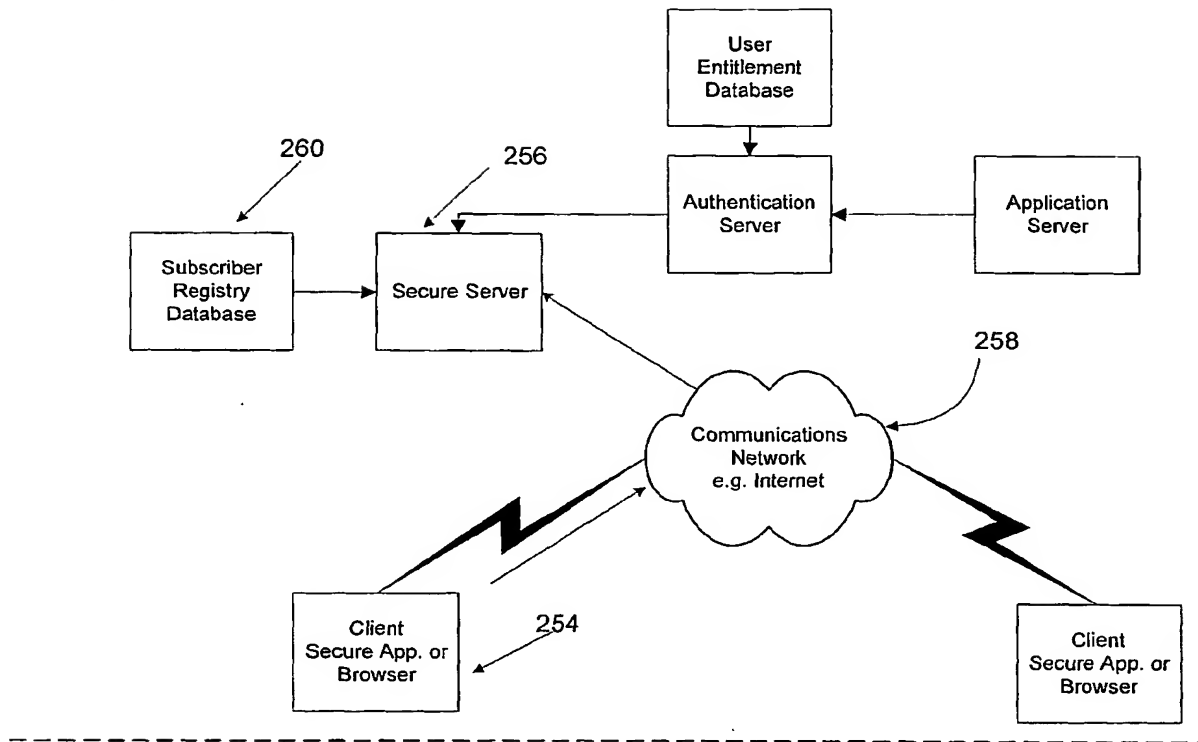 User
Entitlement
Database
260
256
Authentication
Server
Application
Server
Subscriber
Registry
Database
Secure Server
258
Communications
Network
e.g. Internet
254
Client
Secure App. or
Browser
Client
Secure App. or
Browser